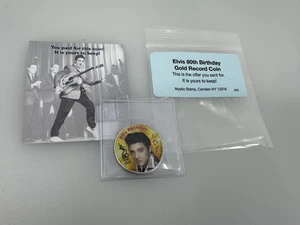 You paid for this coin!
It is yours to keep!
Elvis 80th Birthday
Gold Record Coin
This is the offer you sent for.
It is yours to keep!
Mystic Stamp, Camden NY 13316